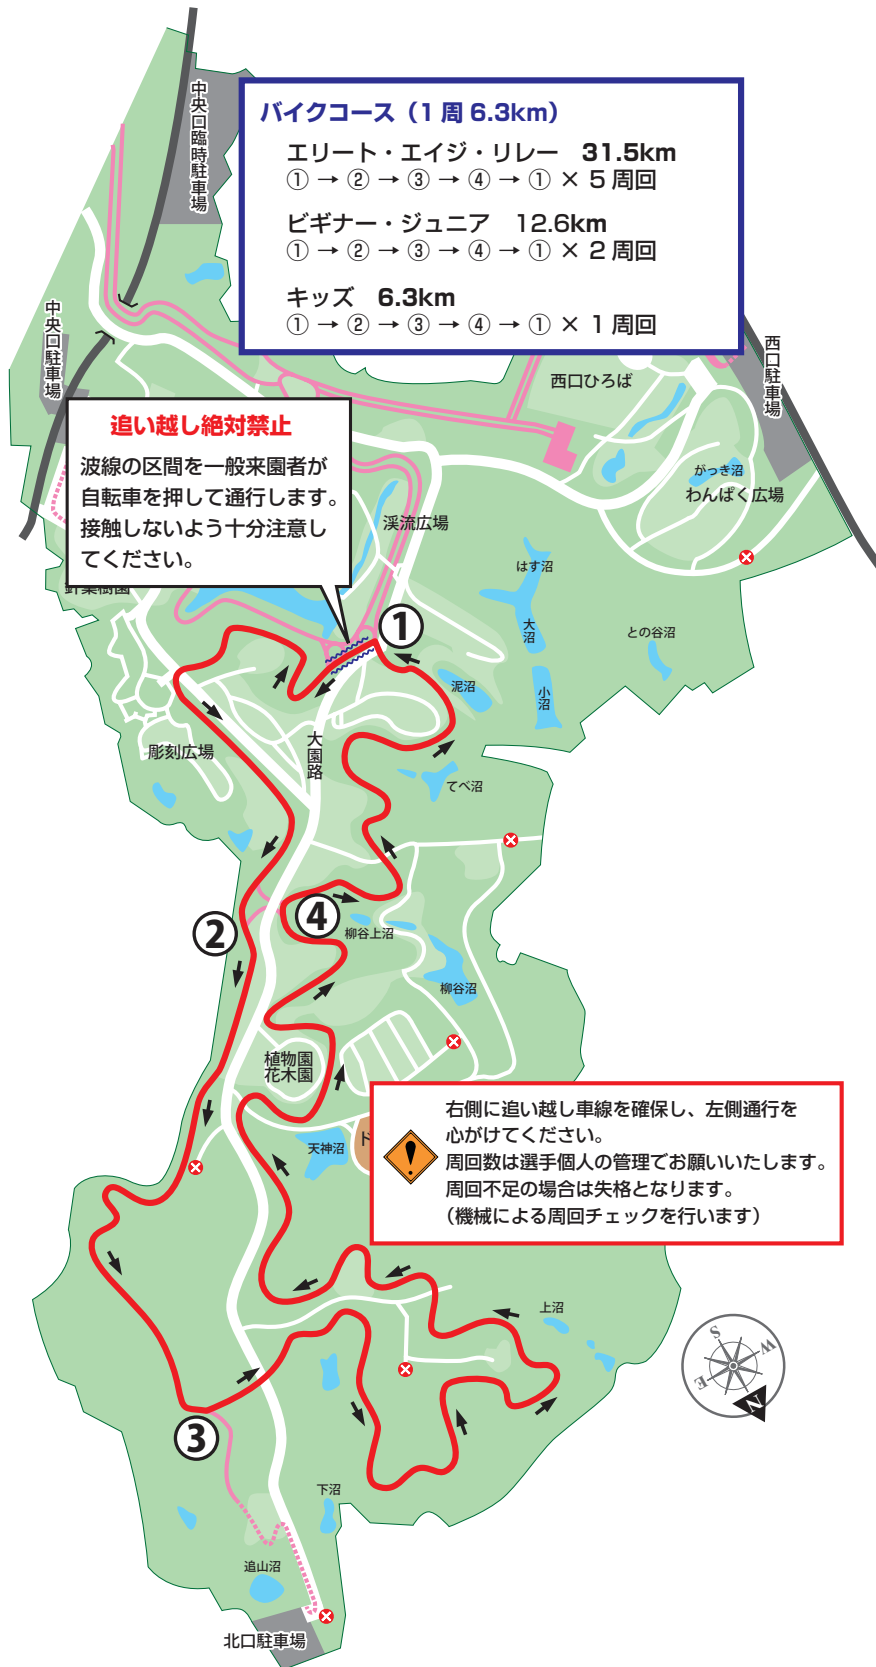 中央口臨時駐車場
バイクコース（1 周 6.3km）
エリート・エイジ・リレー　31.5km
① → ② → ③ → ④ → ① × 5 周回
ビギナー・ジュニア　12.6km
① → ② → ③ → ④ → ① × 2 周回
キッズ　6.3km
① → ② → ③ → ④ → ① × 1 周回
中央口駐車場
西口駐車場
西口ひろば
追い越し絶対禁止
波線の区間を一般来園者が
自転車を押して通行します。
接触しないよう十分注意し
てください。
がっき沼
わんぱく広場
渓流広場
はす沼
針葉樹園
①
大沼
との谷沼
泥沼
小沼
大園路
彫刻広場
てべ沼
②
④
柳谷上沼
柳谷沼
植物園
花木園
天神沼
ド
右側に追い越し車線を確保し、左側通行を
心がけてください。
周回数は選手個人の管理でお願いいたします。
周回不足の場合は失格となります。
（機械による周回チェックを行います）
上沼
S
W
E
N
③
下沼
追山沼
北口駐車場